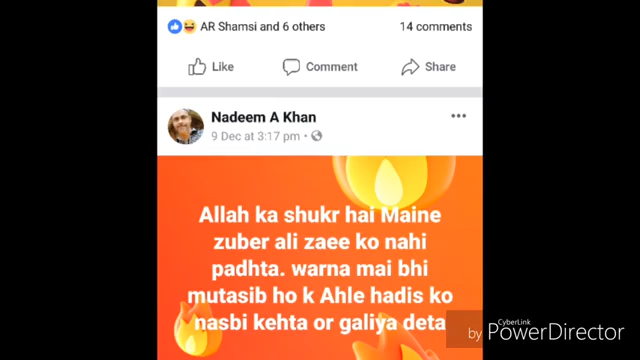 AR Shamsi and 6 others 14 comments
Like Comment Share
Nadeem A Khan
9 Dec at 3:17 pm •
Allah ka shukr hai Maine
zuber ali zaee ko nahi
padhta. warna mai bhi
mutasib ho k Ahle hadis ko
nasbi kehta or galiya deta
CyberLink
by PowerDirector